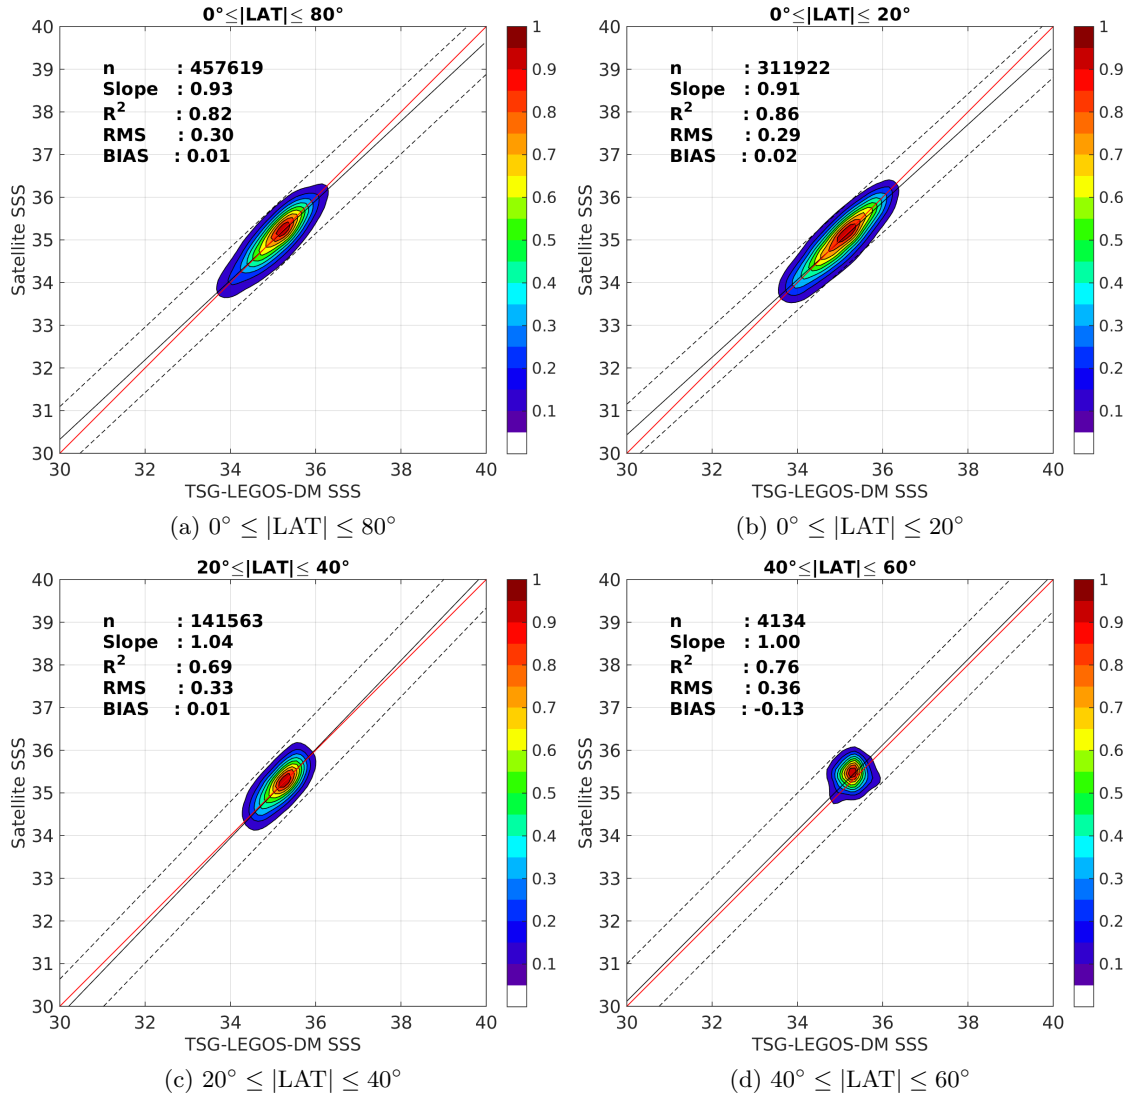 0°≤|LAT|≤ 80°
n : 457619
Slope : 0.93
R² : 0.82
RMS : 0.30
BIAS : 0.01
40
39
38
37
36
35
34
33
32
31
30
Satellite SSS
30 32 34 36 38 40
TSG-LEGOS-DM SSS
1
0.9
0.8
0.7
0.6
0.5
0.4
0.3
0.2
0.1
(a) 0° ≤ |LAT| ≤ 80°
0°≤|LAT|≤ 20°
n : 311922
Slope : 0.91
R² : 0.86
RMS : 0.29
BIAS : 0.02
40
39
38
37
36
35
34
33
32
31
30
Satellite SSS
30 32 34 36 38 40
TSG-LEGOS-DM SSS
1
0.9
0.8
0.7
0.6
0.5
0.4
0.3
0.2
0.1
(b) 0° ≤ |LAT| ≤ 20°
20°≤|LAT|≤ 40°
n : 141563
Slope : 1.04
R² : 0.69
RMS : 0.33
BIAS : 0.01
40
39
38
37
36
35
34
33
32
31
30
Satellite SSS
30 32 34 36 38 40
TSG-LEGOS-DM SSS
1
0.9
0.8
0.7
0.6
0.5
0.4
0.3
0.2
0.1
(c) 20° ≤ |LAT| ≤ 40°
40°≤|LAT|≤ 60°
n : 4134
Slope : 1.00
R² : 0.76
RMS : 0.36
BIAS : -0.13
40
39
38
37
36
35
34
33
32
31
30
Satellite SSS
30 32 34 36 38 40
TSG-LEGOS-DM SSS
1
0.9
0.8
0.7
0.6
0.5
0.4
0.3
0.2
0.1
(d) 40° ≤ |LAT| ≤ 60°